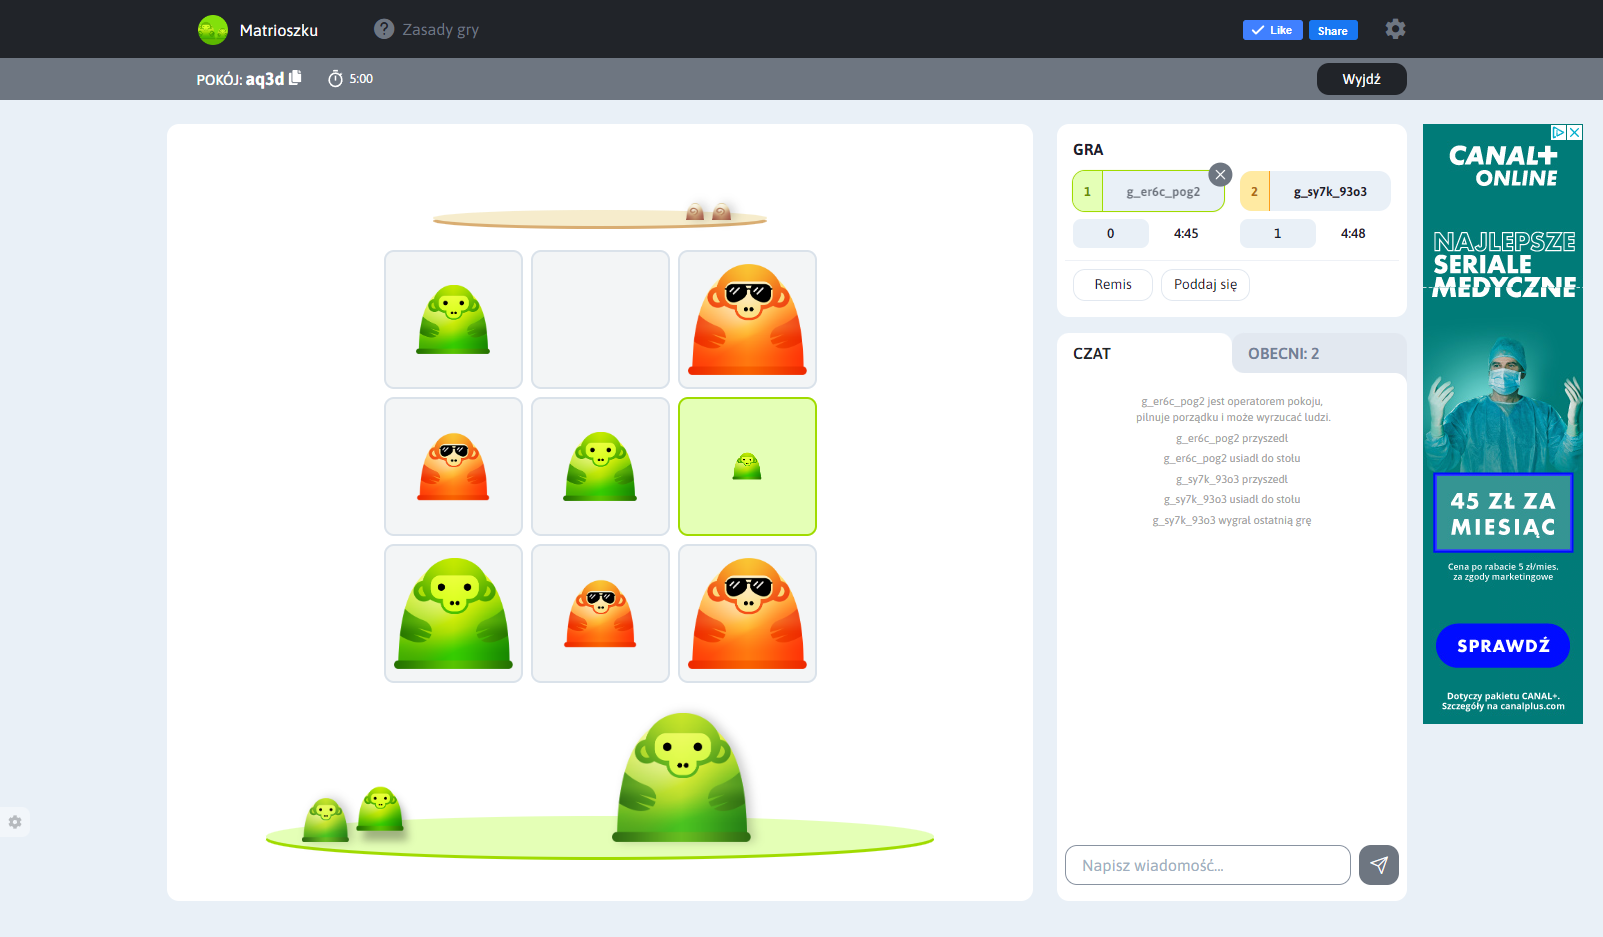 Matrioszku
Zasady gry
Like
Share
POKÓJ: aq3d
5:00
Wyjdź
GRA
1
g_er6c_pog2
2
g_sy7k_93o3
0
4:45
1
4:48
Remis
Poddaj się
CZAT
OBECNI: 2
g_er6c_pog2 jest operatorem pokoju,
pilnuje porządku i może wyrzucać ludzi.
g_er6c_pog2 przyszedł
g_er6c_pog2 usiadł do stołu
g_sy7k_93o3 przyszedł
g_sy7k_93o3 usiadł do stołu
g_sy7k_93o3 wygrał ostatnią grę
Napisz wiadomość...
CANAL+
ONLINE
NAJLEPSZE
SERIALE
MEDYCZNE
45 ZŁ ZA
MIESIĄC
Cena po rabacie 5 zł/mies.
za zgody marketingowe
SPRAWDŹ
Dotyczy pakietu CANAL+.
Szczegóły na canalplus.com